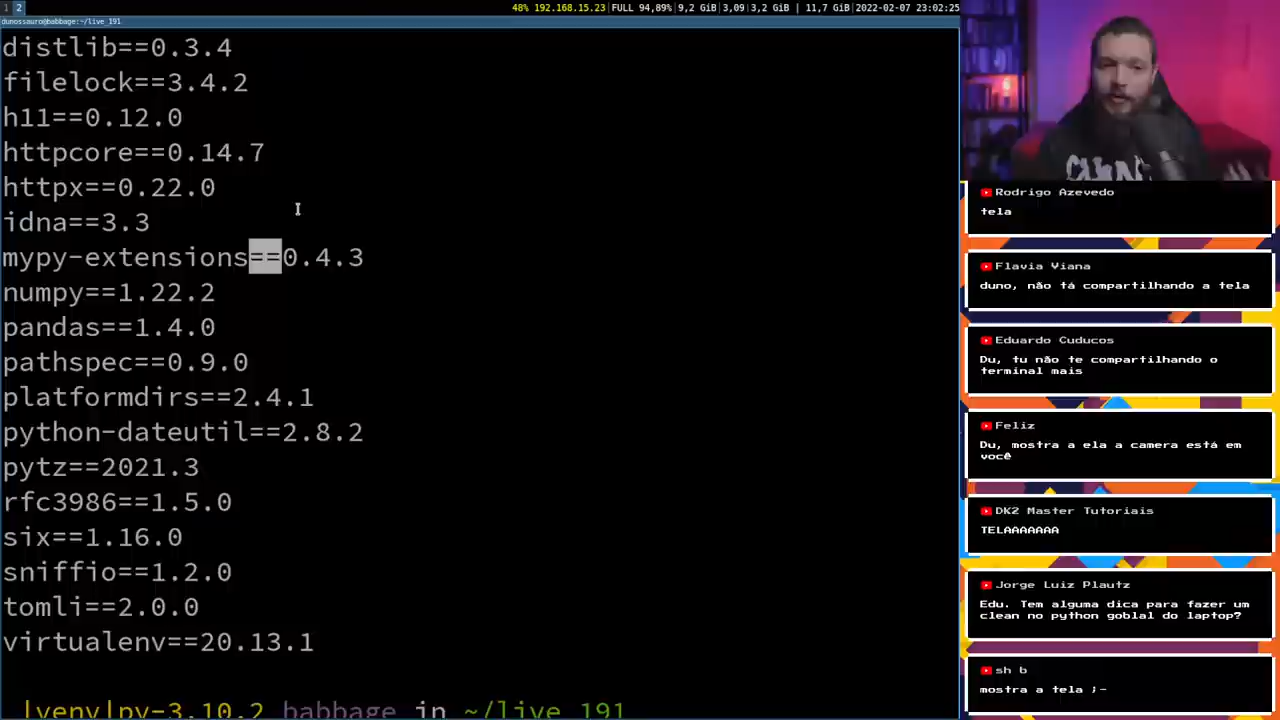 1 2 48% 192.168.15.23|FULL 94,89%|9,2 GiB|3,09|3,2 GiB | 11,7 GiB|2022-02-07 23:02:25
dunossauro@babbage:~/live_191
distlib==0.3.4
filelock==3.4.2
h11==0.12.0
httpcore==0.14.7
httpx==0.22.0
idna==3.3
mypy-extensions==0.4.3
numpy==1.22.2
pandas==1.4.0
pathspec==0.9.0
platformdirs==2.4.1
python-dateutil==2.8.2
pytz==2021.3
rfc3986==1.5.0
six==1.16.0
sniffio==1.2.0
tomli==2.0.0
virtualenv==20.13.1
|venv|py-3.10.2 babbage in ~/live_191
Rodrigo Azevedo
tela
Flavia Viana
duno, não tá compartilhando a tela
Eduardo Cuducos
Du, tu não te compartilhando o
terminal mais
Feliz
Du, mostra a ela a camera está em
você
DK2 Master Tutoriais
TELAAAAAAA
Jorge Luiz Plautz
Edu. Tem alguma dica para fazer um
clean no python goblal do laptop?
sh b
mostra a tela ;-